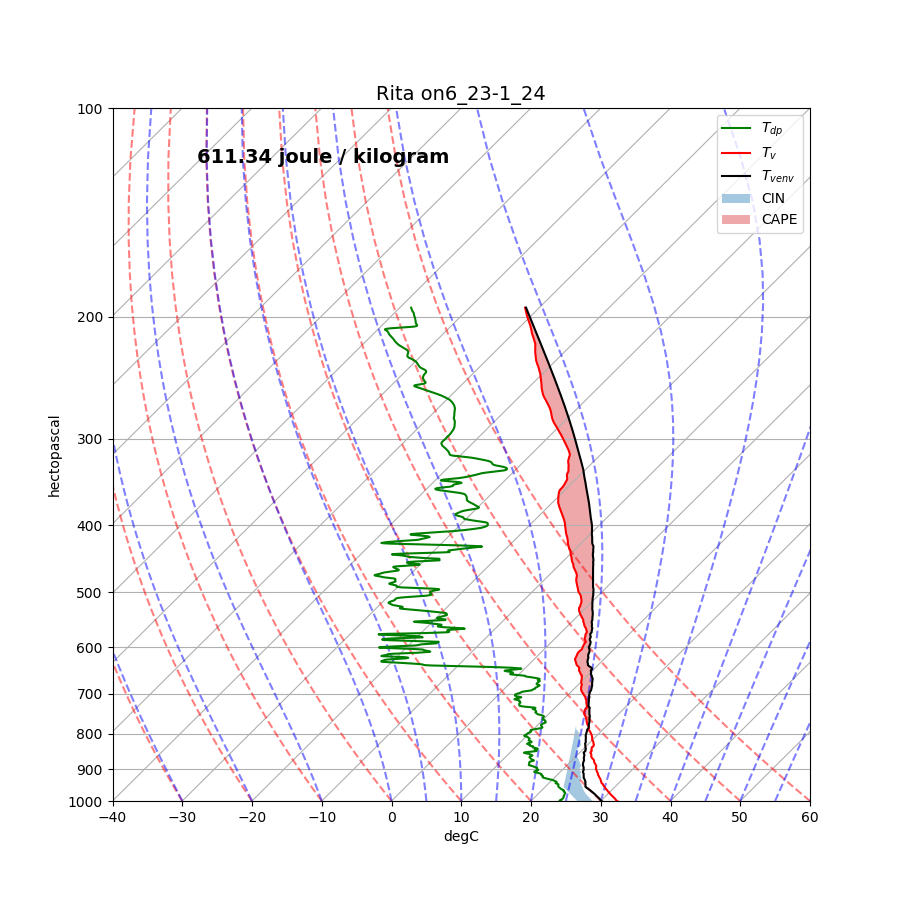 Rita on6_23-1_24
611.34 joule / kilogram
T_dp
T_v
T_venv
CIN
CAPE
100
200
300
400
500
600
700
800
900
1000
hectopascal
−40 −30 −20 −10 0 10 20 30 40 50 60
degC